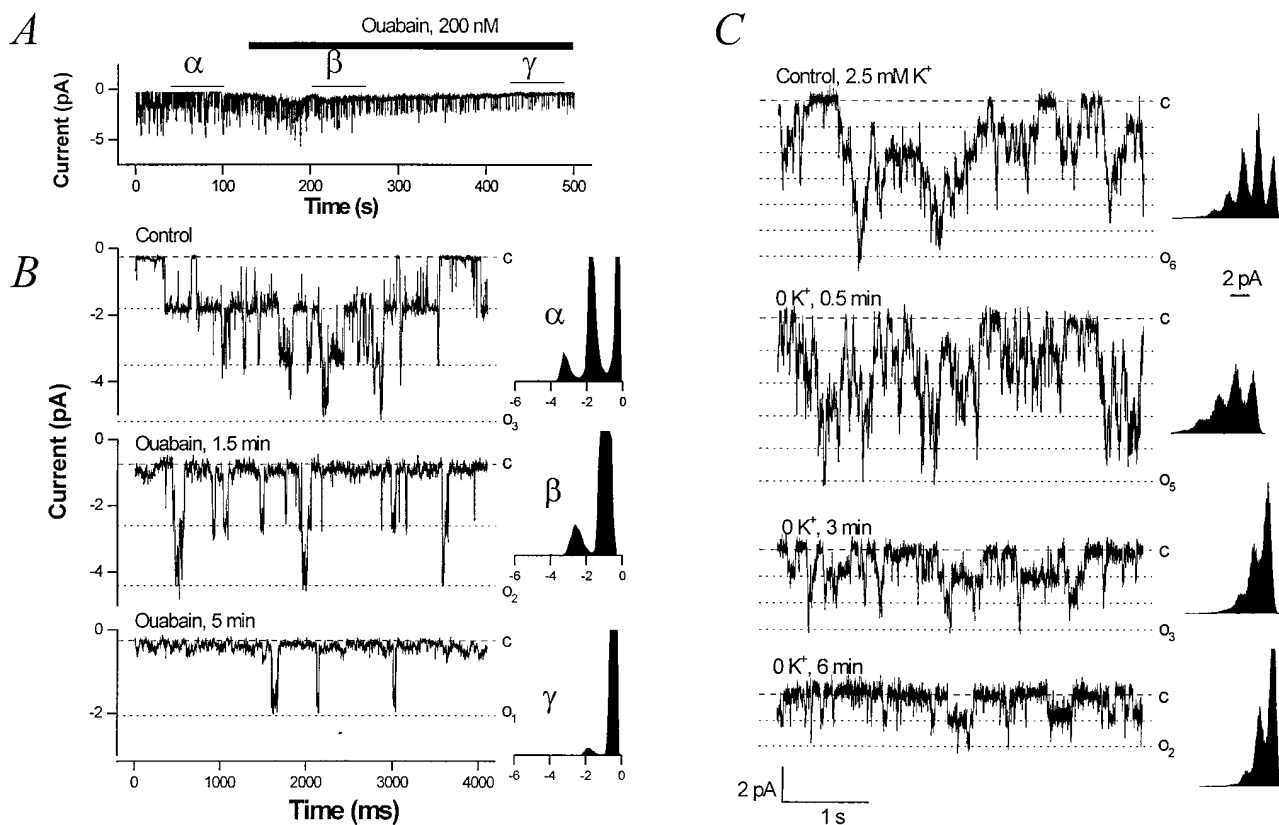 A
Ouabain, 200 nM
α
β
γ
Current (pA)
0
-5
0
100
200
300
400
500
Time (s)
B
Control
Current (pA)
0
-2
-4
c
o3
α
-6
-4
-2
0
Ouabain, 1.5 min
0
-2
-4
c
o2
β
-6
-4
-2
0
Ouabain, 5 min
0
-2
c
o1
γ
-6
-4
-2
0
0
1000
2000
3000
4000
Time (ms)
C
Control, 2.5 mM K+
c
o6
2 pA
0 K+, 0.5 min
c
o5
0 K+, 3 min
c
o3
0 K+, 6 min
c
o2
2 pA
1 s